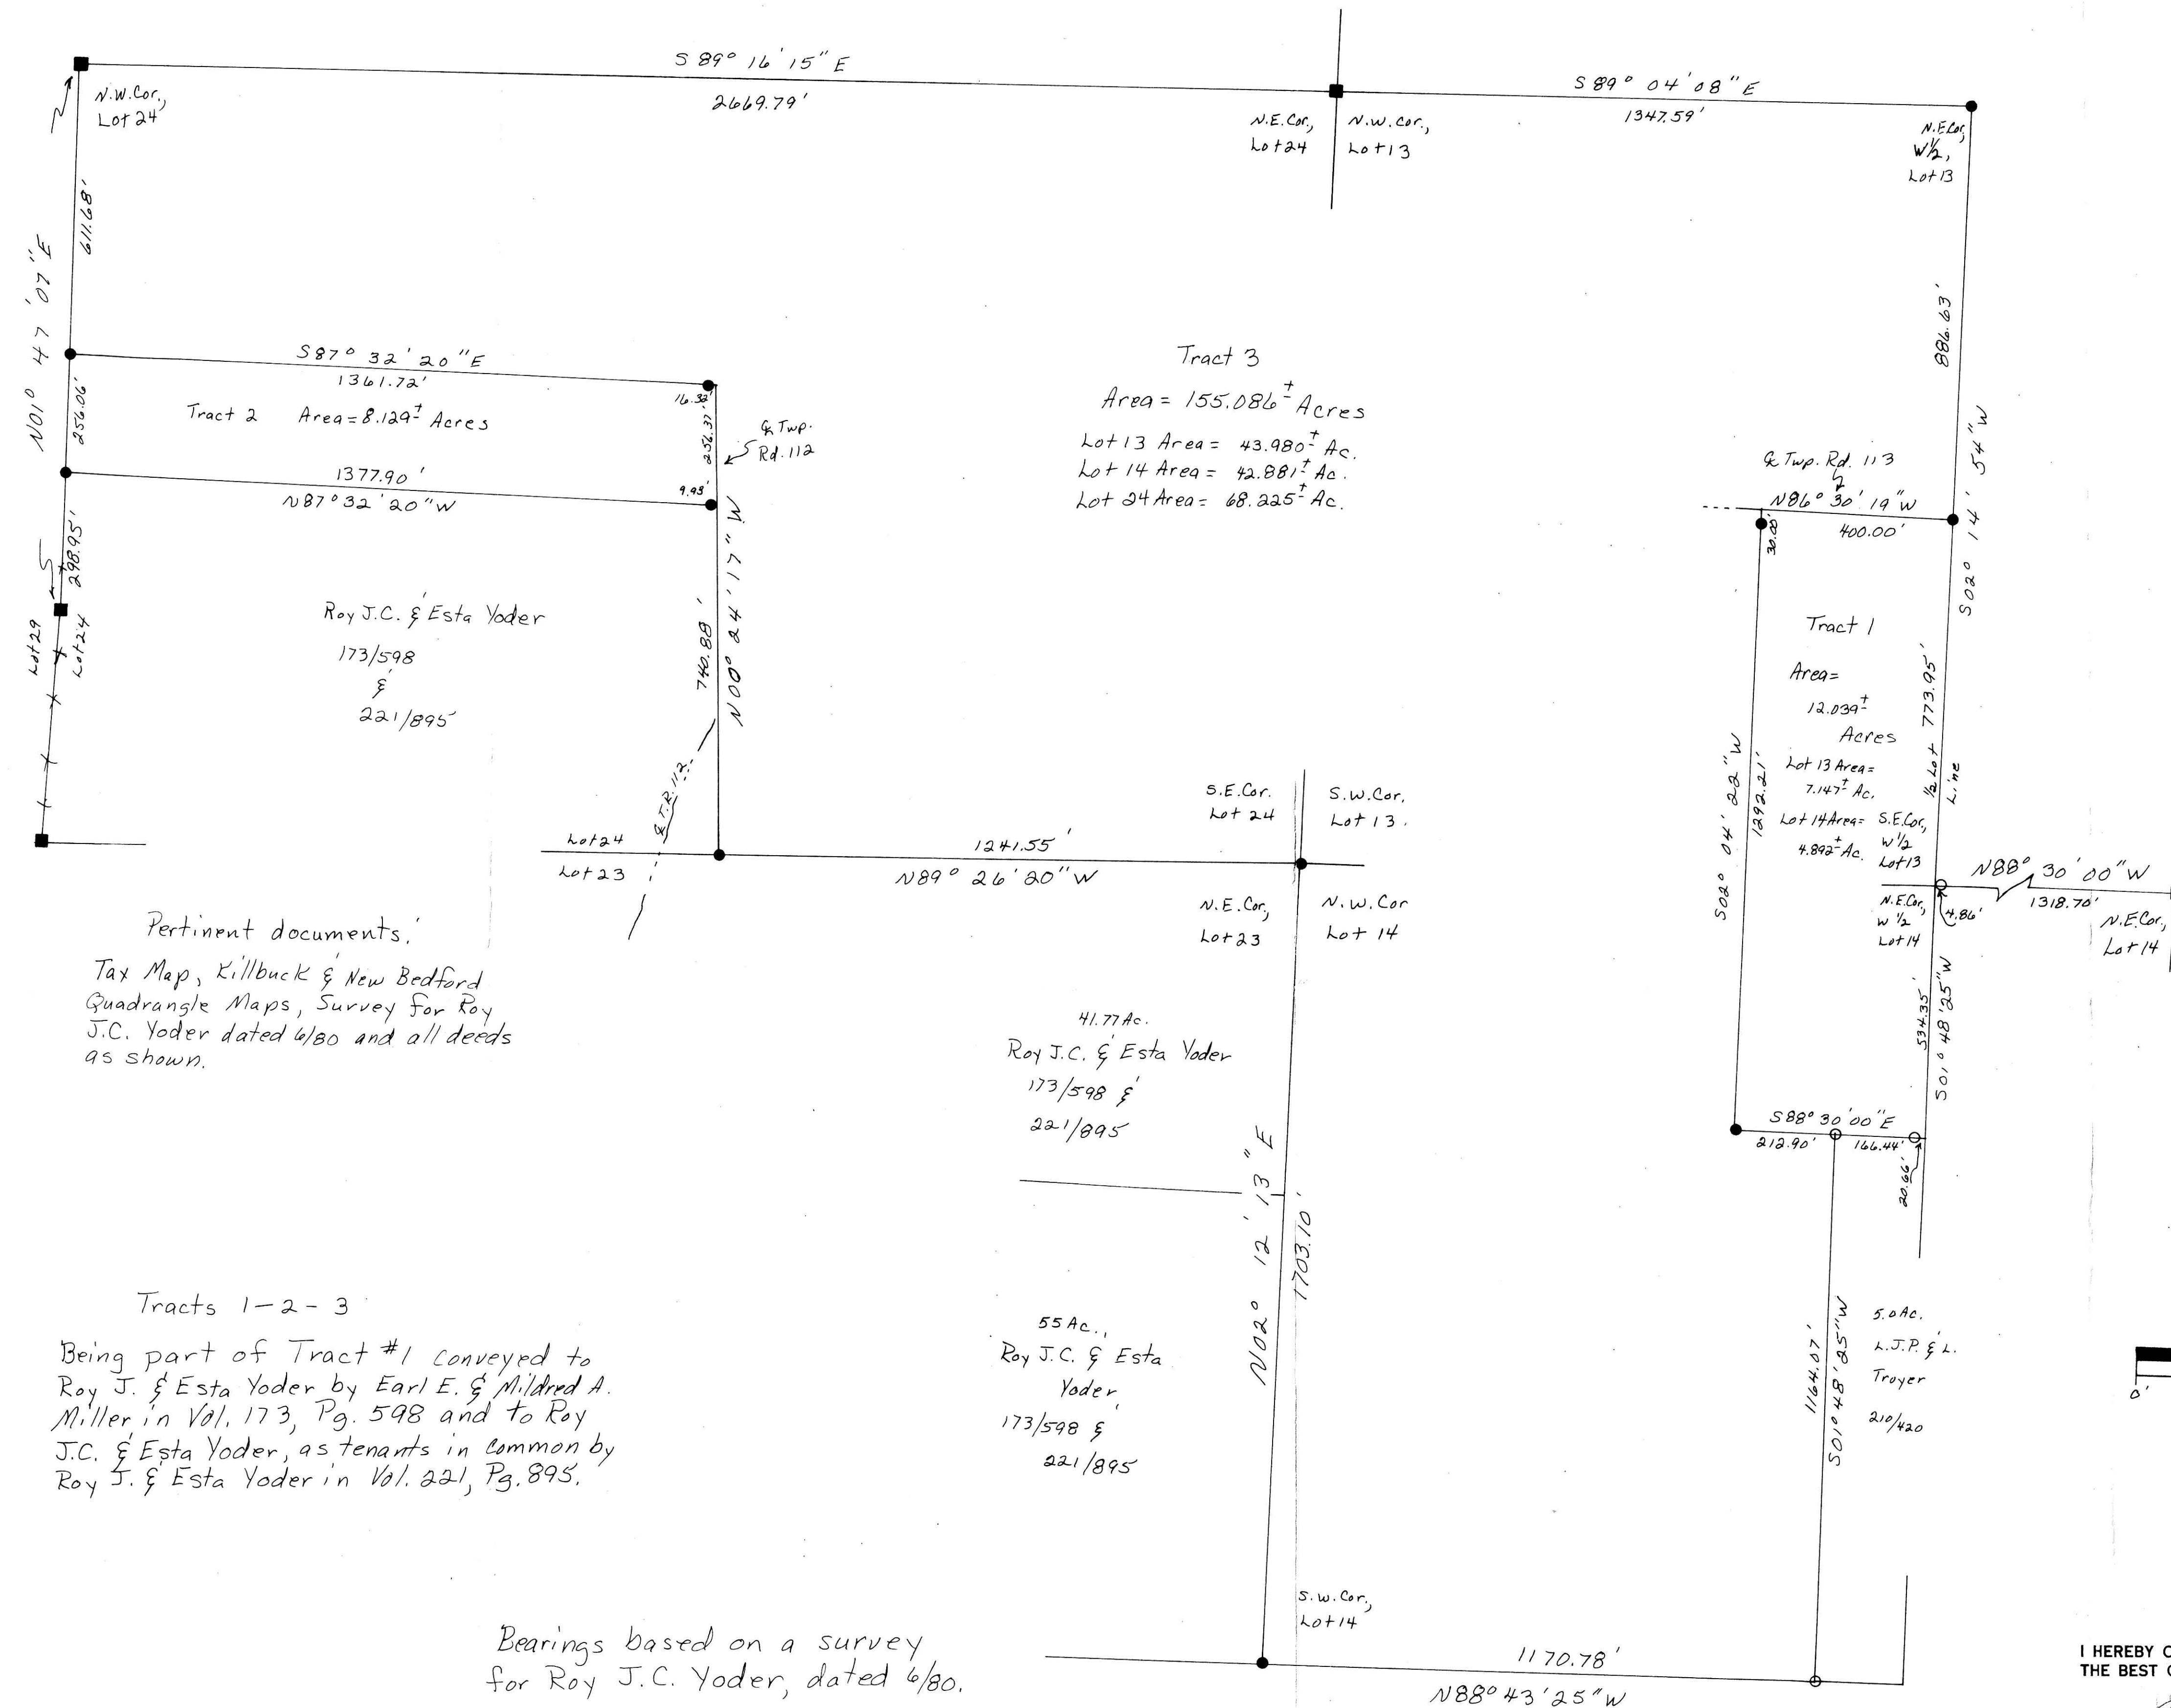 S 89° 16' 15" E
2669.79'
S 89° 04' 08" E
1347.59'
N.W. Cor.,
Lot 24
N.E. Cor.,
Lot 24
N.W. Cor.,
Lot 13
N.E. Cor,
W½,
Lot 13
611.68'
N01° 47' 07" E
256.06'
298.95'
S87° 32' 20" E
1361.72'
16.32'
Tract 2 Area = 8.129± Acres
256.37'
℄ Twp.
Rd. 112
1377.90'
9.93'
N87° 32' 20" W
Tract 3
Area = 155.086± Acres
Lot 13 Area = 43.980± Ac.
Lot 14 Area = 42.881± Ac.
Lot 24 Area = 68.225± Ac.
886.63'
S02° 14' 54" W
℄ Twp. Rd. 113
N86° 30' 19" W
400.00'
30.00'
Lot 29
Lot 24
Roy J.C. & Esta Yoder
173/598
&
221/895
740.88'
N00° 24' 17" W
℄ T.R. 112
Tract 1
Area =
12.039±
Acres
Lot 13 Area =
7.147± Ac.
Lot 14 Area =
4.892± Ac.
773.95'
½ Lot
Line
S02° 04' 22" W
1292.21'
S.E. Cor,
W ½
Lot 13
S.E. Cor.
Lot 24
S.W. Cor,
Lot 13.
Lot 24
Lot 23
1241.55'
N89° 26' 20" W
N88° 30' 00" W
1318.70'
N.E. Cor,
W ½
Lot 14
4.86'
N.E. Cor,
Lot 14
N.E. Cor,
Lot 23
N.W. Cor
Lot 14
534.35'
S01° 48' 25" W
Pertinent documents:
Tax Map, Killbuck & New Bedford
Quadrangle Maps, Survey for Roy
J.C. Yoder dated 6/80 and all deeds
as shown.
41.77 Ac.
Roy J.C. & Esta Yoder
173/598 &
221/895
S88° 30' 00" E
212.90'
166.44'
20.66'
N02° 12' 13" E
1703.10'
Tracts 1-2-3
Being part of Tract #1 conveyed to
Roy J. & Esta Yoder by Earl E. & Mildred A.
Miller in Vol. 173, Pg. 598 and to Roy
J.C. & Esta Yoder, as tenants in common by
Roy J. & Esta Yoder in Vol. 221, Pg. 895.
55 Ac.,
Roy J.C. & Esta
Yoder
173/598 &
221/895
1164.07'
S01° 48' 25" W
5.0 Ac.
L.J.P. & L.
Troyer
210/420
0'
S.W. Cor,
Lot 14
Bearings based on a survey
for Roy J.C. Yoder, dated 6/80.
1170.78'
N88° 43' 25" W
I HEREBY C
THE BEST